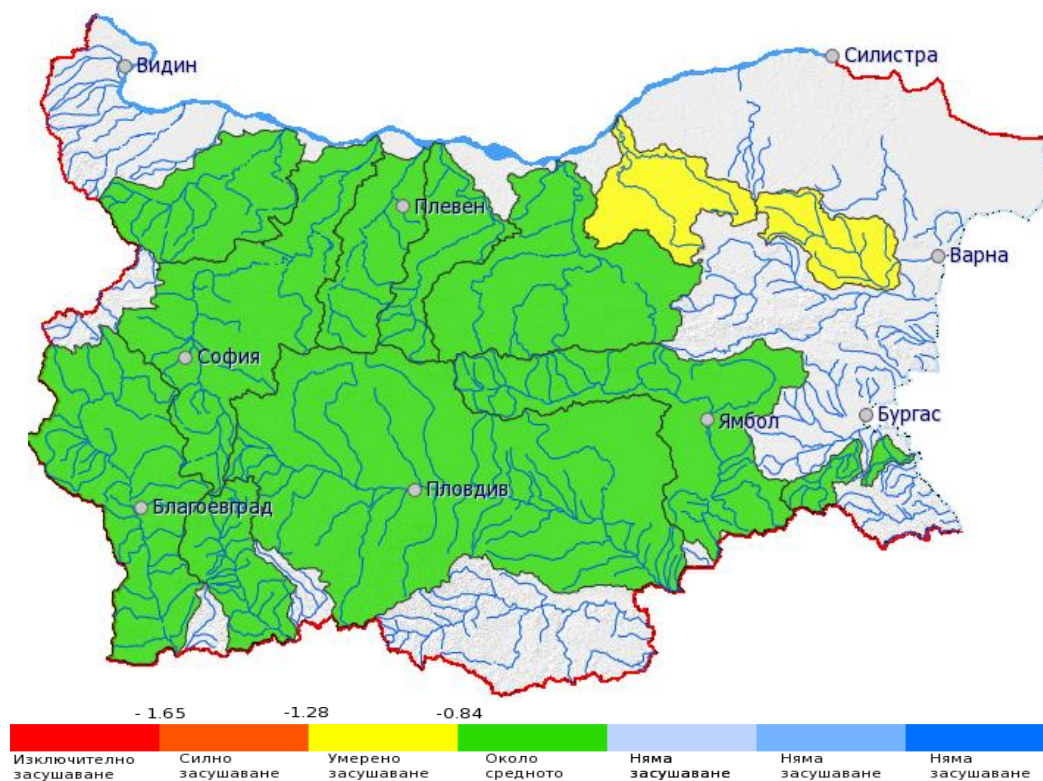 Силистра
Видин
Плевен
Варна
София
Ямбол
Бургас
Пловдив
Благоевград
- 1.65
-1.28
-0.84
Изключително засушаване
Силно засушаване
Умерено засушаване
Около средното
Няма засушаване
Няма засушаване
Няма засушаване